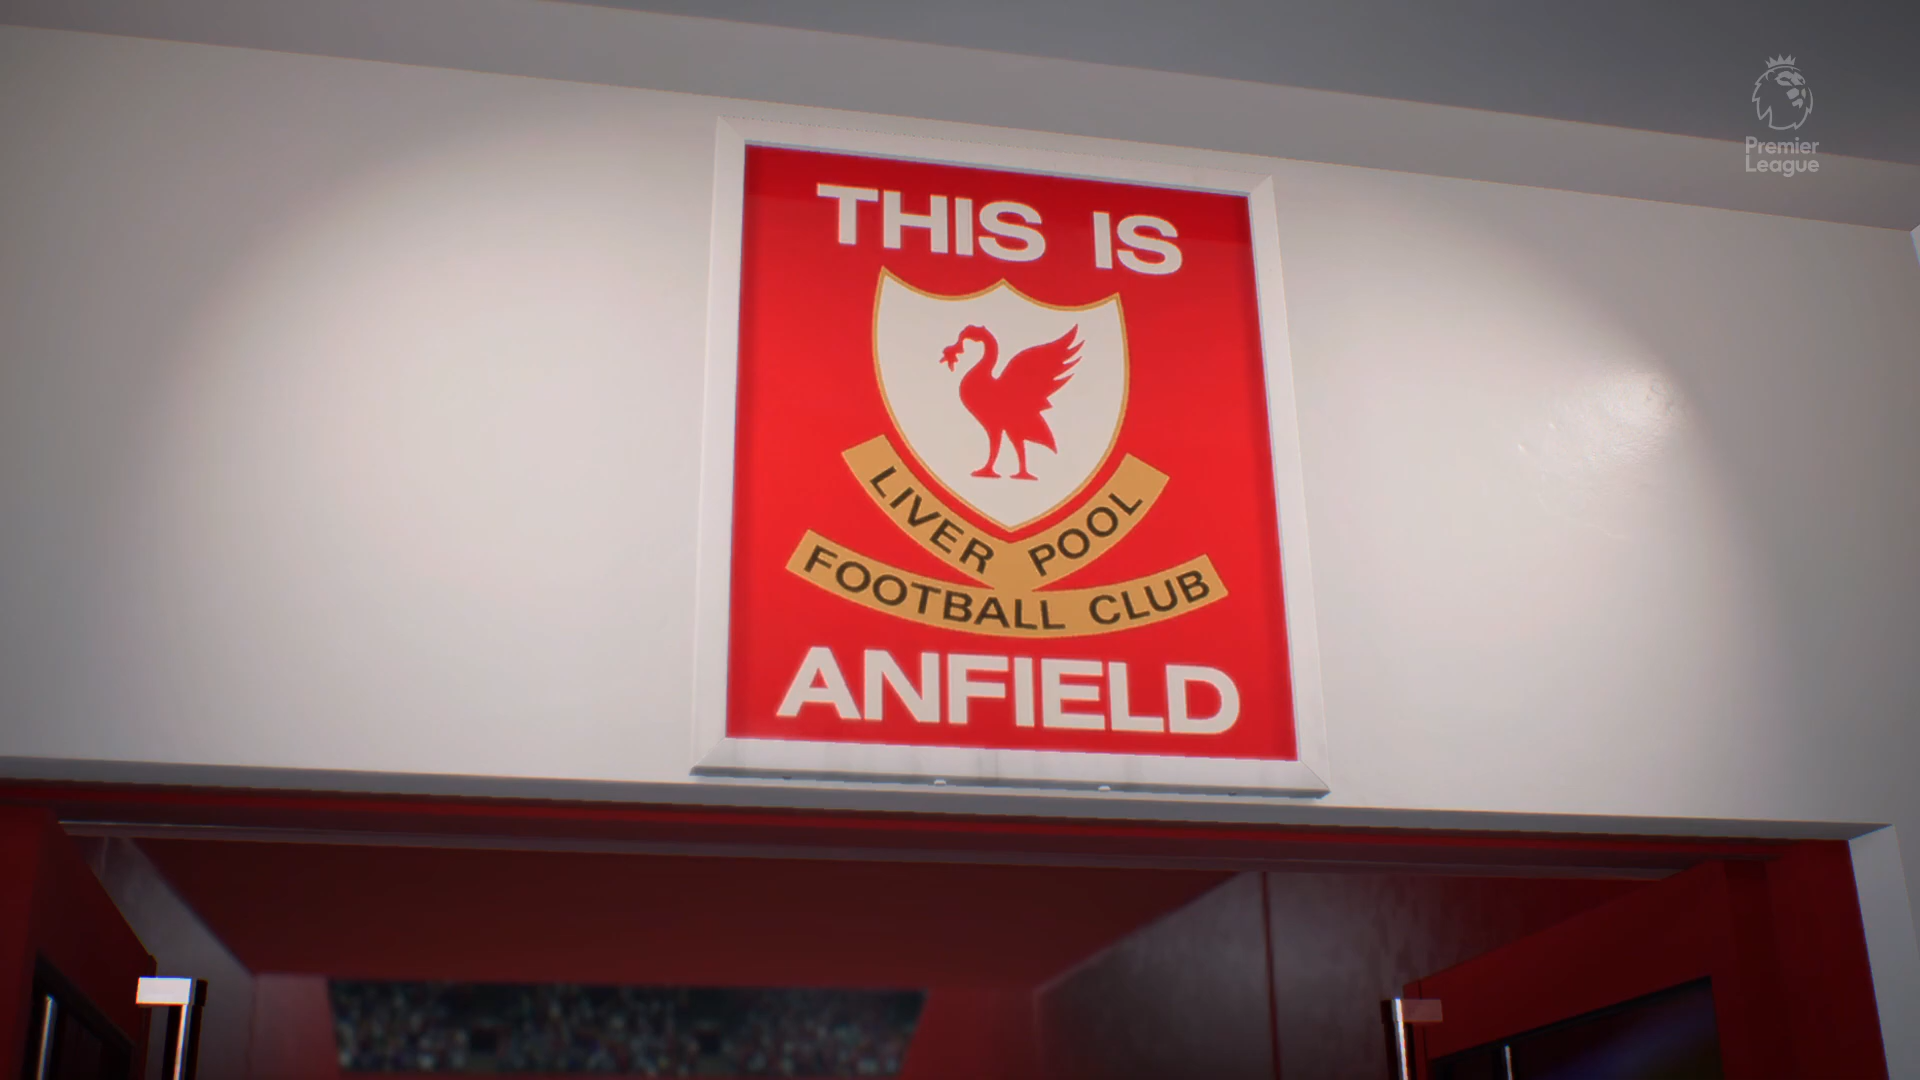 THIS IS
LIVER POOL
FOOTBALL CLUB
ANFIELD
Premier
League